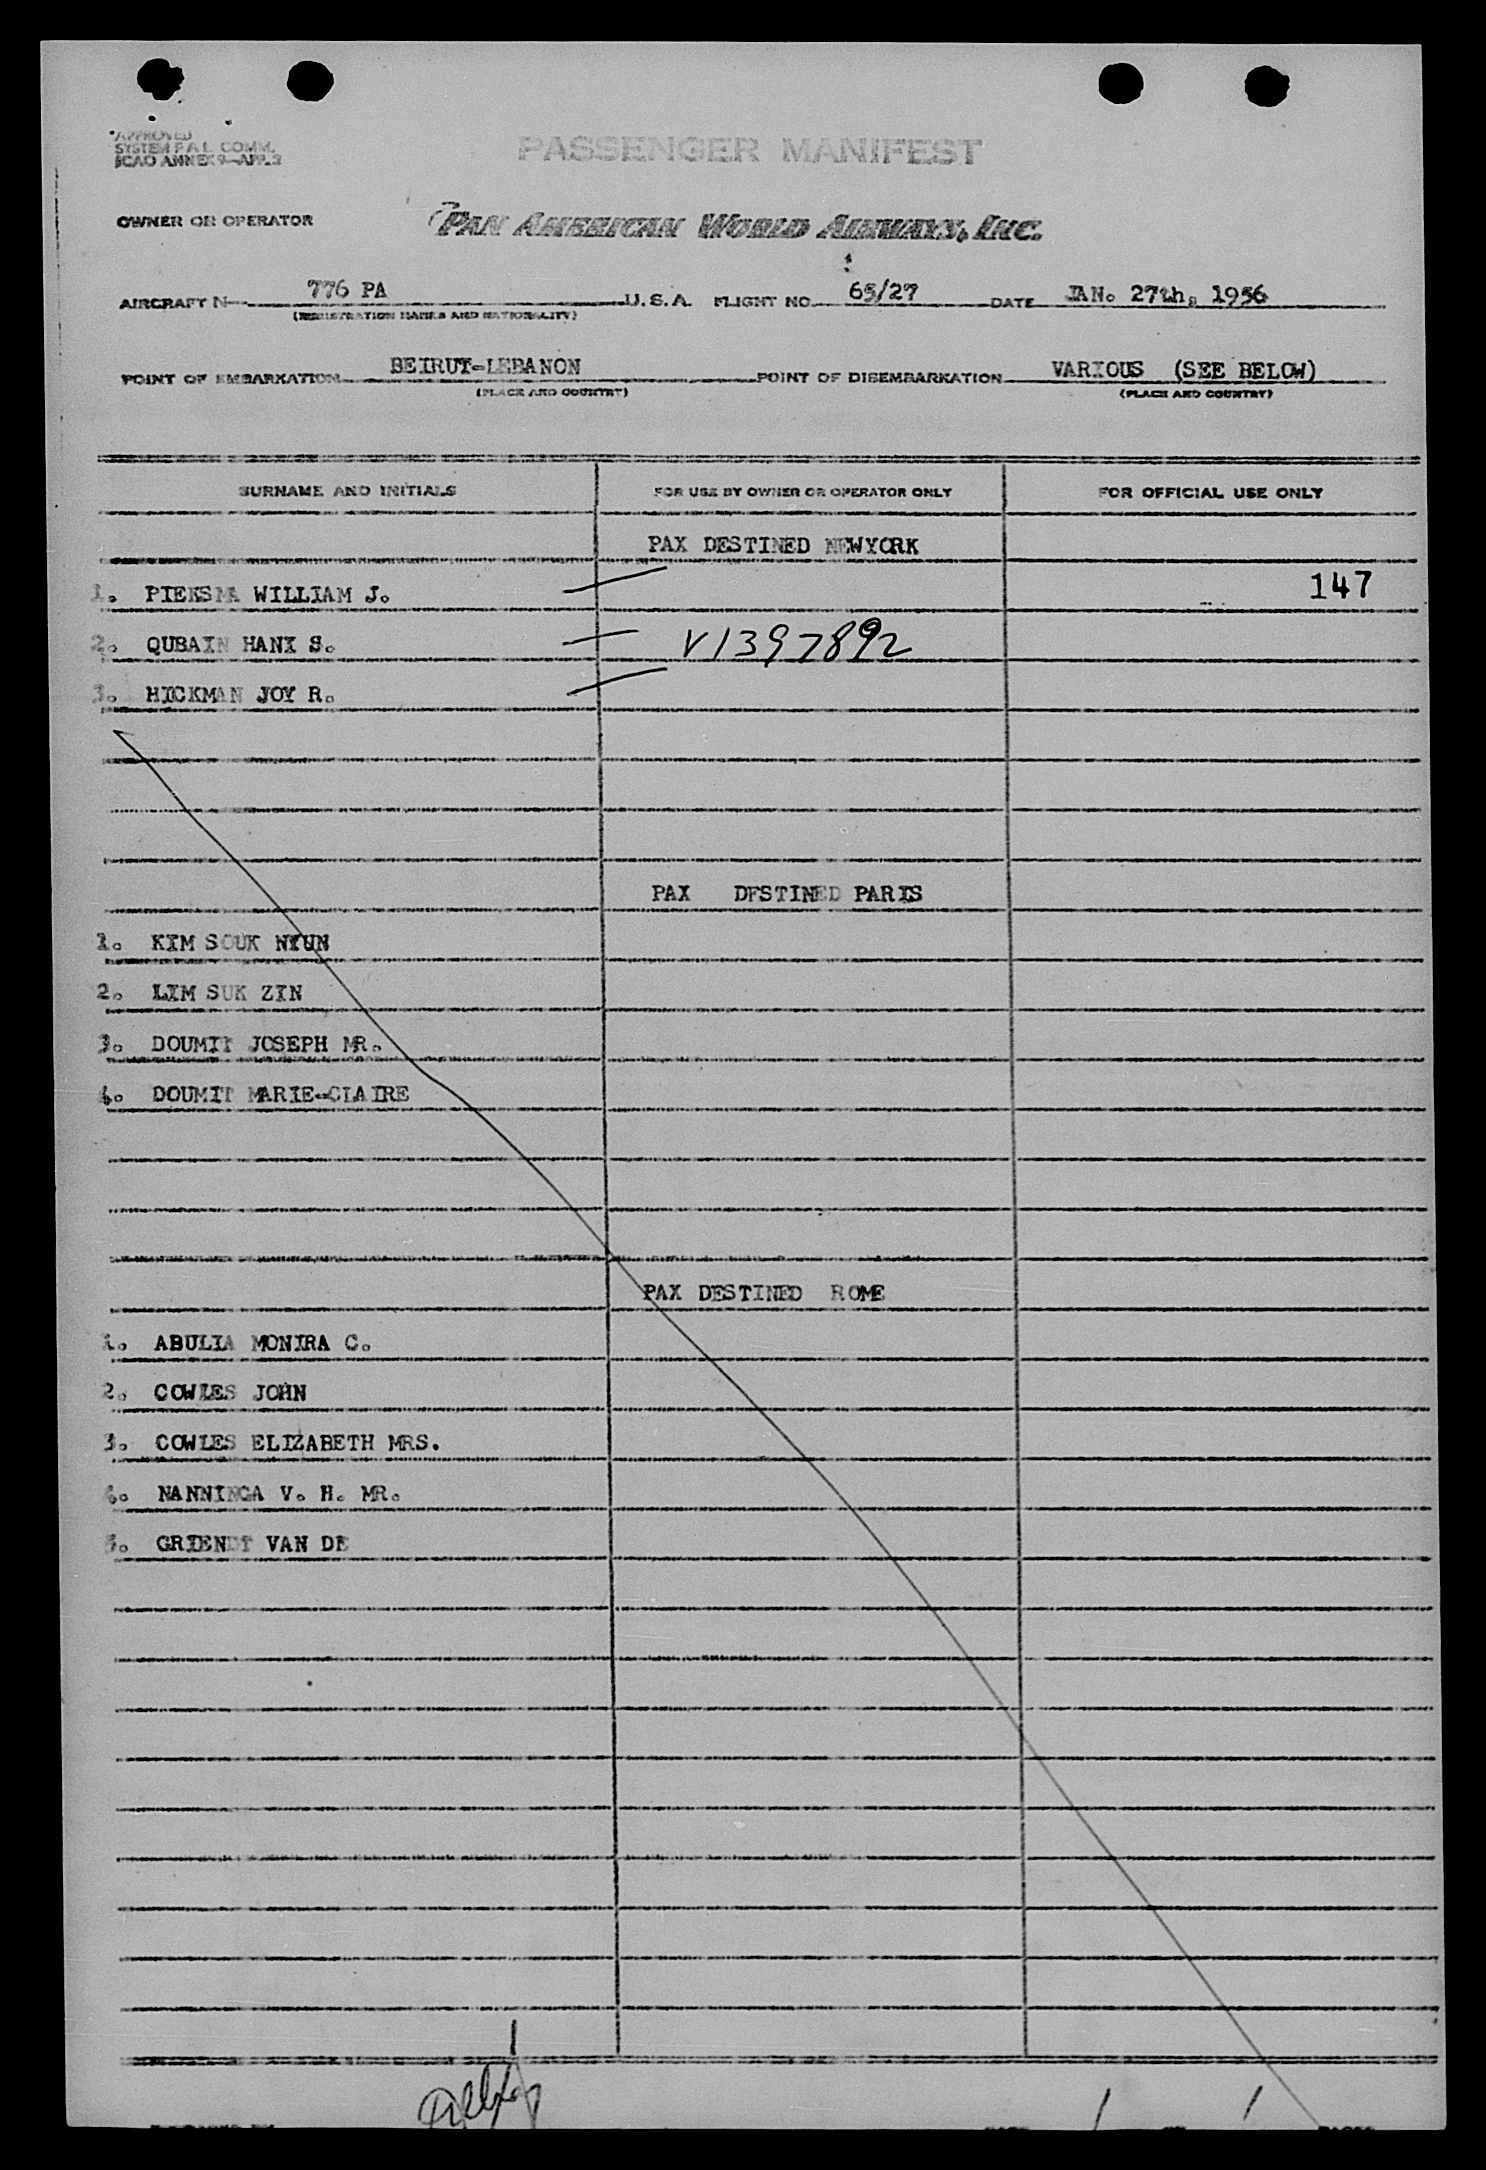 APPROVED
SYSTEM F A L COMM.
ICAO ANNEX 9-APP. 3
PASSENGER MANIFEST
OWNER OR OPERATOR
PAN AMERICAN WORLD AIRWAYS, INC.
AIRCRAFT N 776 PA U. S. A. FLIGHT NO. 65/27 DATE JAN. 27th, 1956
(REGISTRATION MARKS AND NATIONALITY)
POINT OF EMBARKATION BEIRUT-LEBANON POINT OF DISEMBARKATION VARIOUS (SEE BELOW)
(PLACE AND COUNTRY) (PLACE AND COUNTRY)
SURNAME AND INITIALS FOR USE BY OWNER OR OPERATOR ONLY FOR OFFICIAL USE ONLY
PAX DESTINED NEWYORK
1. PIEKSMA WILLIAM J. 147
2. QUBAIN HANI S. V1397892
3. HICKMAN JOY R.
PAX DESTINED PARIS
1. KIM SOUK NYUN
2. LIM SUK ZIN
3. DOUMIT JOSEPH MR.
4. DOUMIT MARIE-CLAIRE
PAX DESTINED ROME
1. ABULIA MONIRA C.
2. COWLES JOHN
3. COWLES ELIZABETH MRS.
4. NANNINGA V. H. MR.
5. GRIENDT VAN DE
1 1